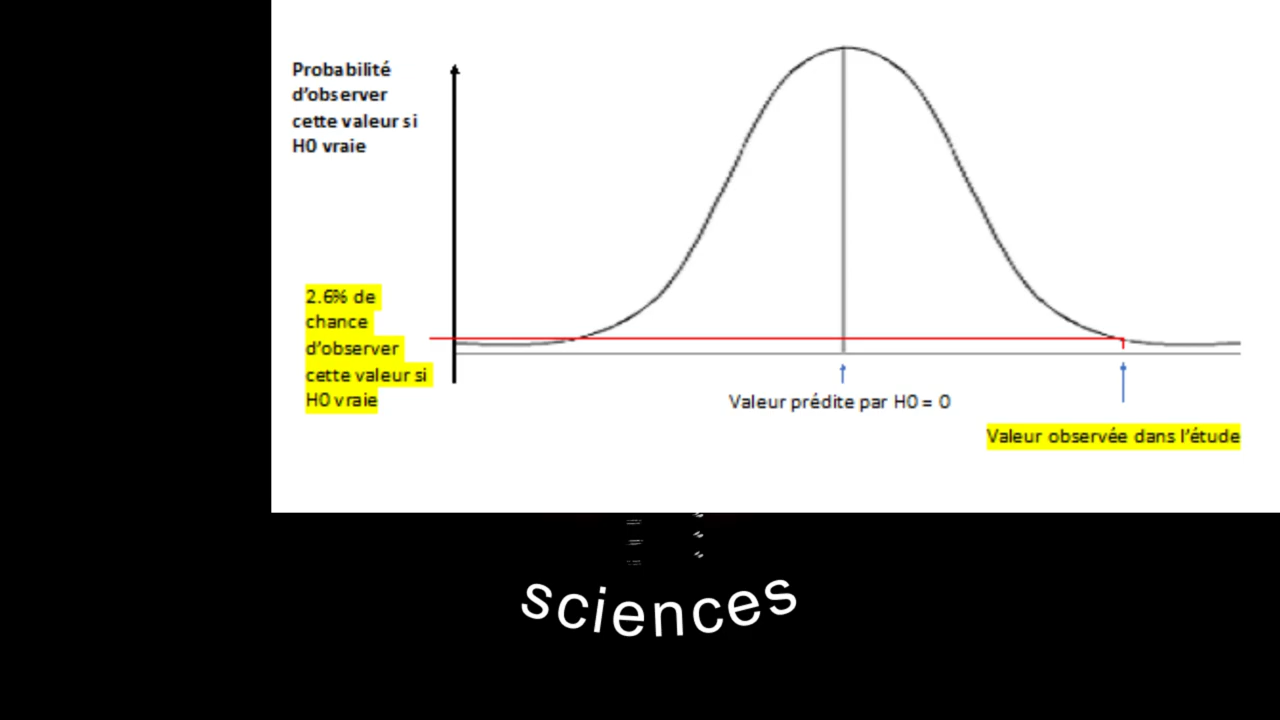 Probabilité
d'observer
cette valeur si
H0 vraie
2.6% de
chance
d'observer
cette valeur si
H0 vraie
Valeur prédite par H0 = 0
Valeur observée dans l'étude
sciences